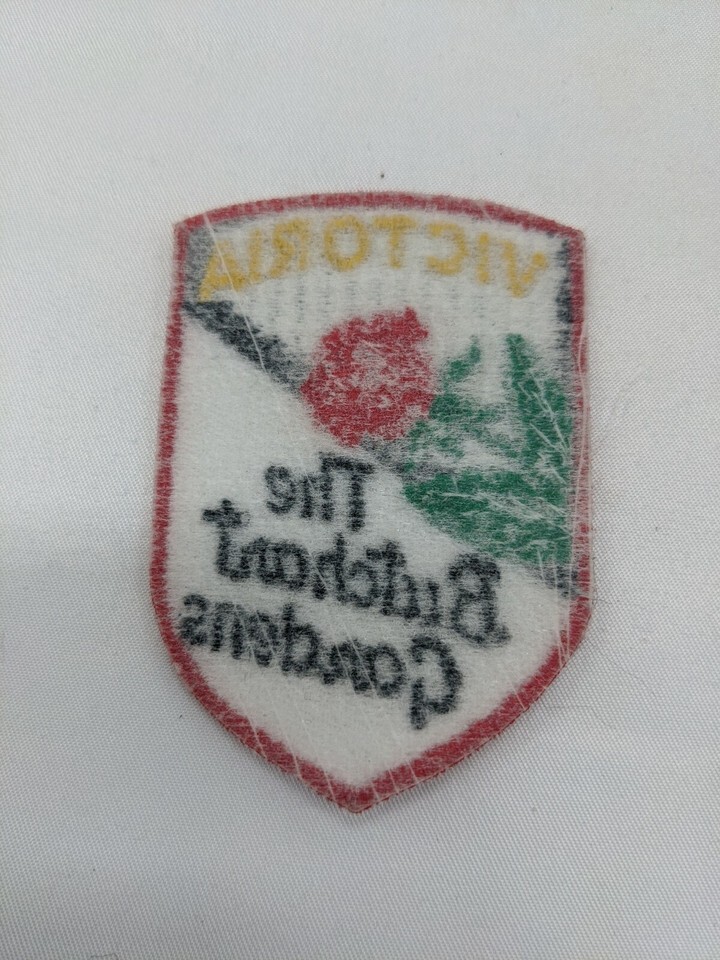 VICTORIA
The
Butchart
Gardens